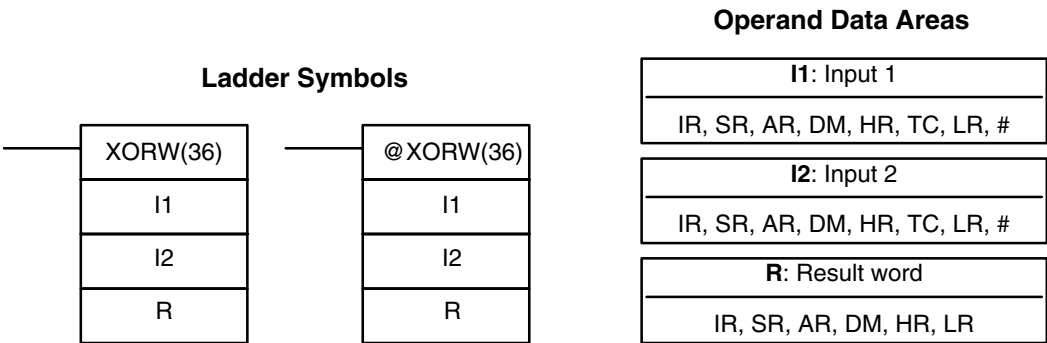 Ladder Symbols
XORW(36)
I1
I2
R
@XORW(36)
I1
I2
R
Operand Data Areas
I1: Input 1
IR, SR, AR, DM, HR, TC, LR, #
I2: Input 2
IR, SR, AR, DM, HR, TC, LR, #
R: Result word
IR, SR, AR, DM, HR, LR